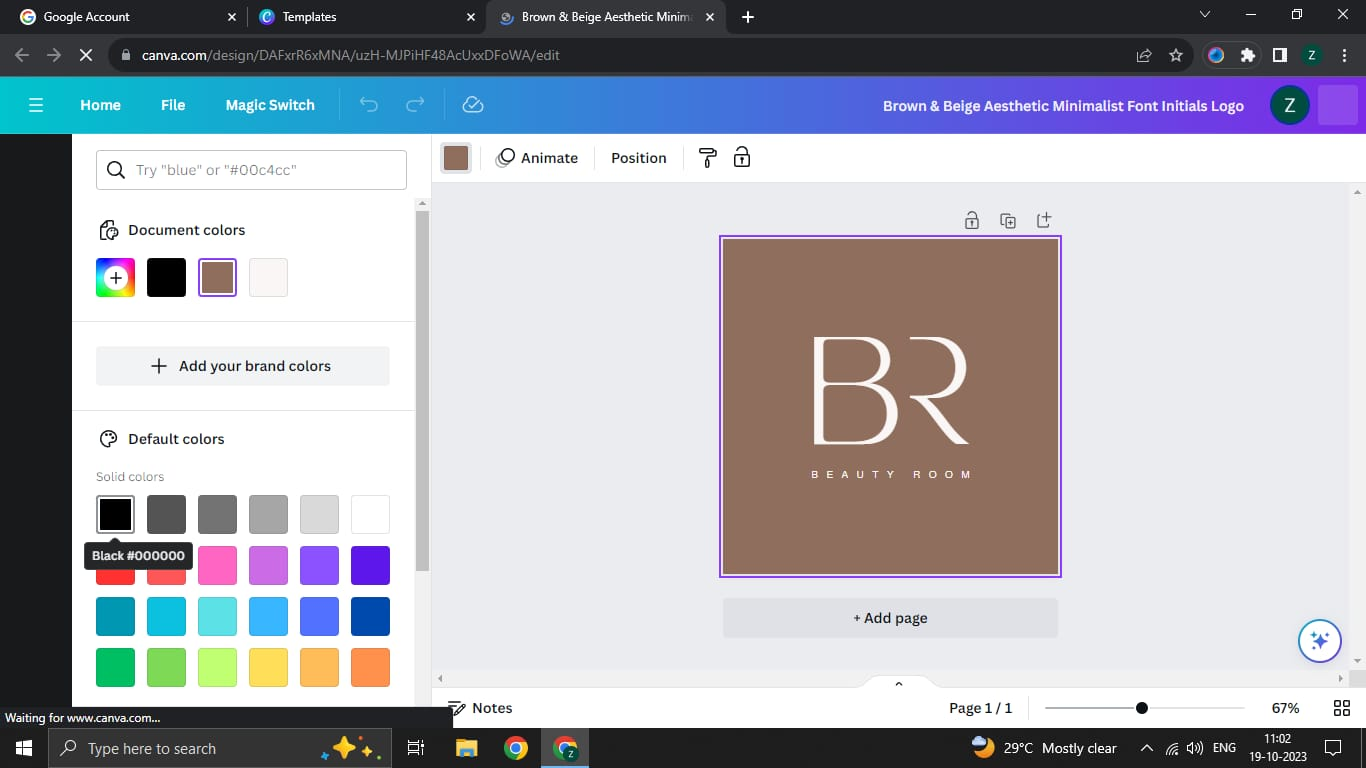 Google Account
Templates
Brown & Beige Aesthetic Minim
canva.com/design/DAFxrR6xMNA/uzH-MJPiHF48AcUxxDFoWA/edit
Z
Home File Magic Switch
Brown & Beige Aesthetic Minimalist Font Initials Logo
Z
Try "blue" or "#00c4cc"
Animate
Position
Document colors
Add your brand colors
Default colors
Solid colors
Black #000000
BR
BEAUTY ROOM
+ Add page
Waiting for www.canva.com...
Notes
Page 1 / 1
67%
Type here to search
29°C Mostly clear
ENG
11:02
19-10-2023